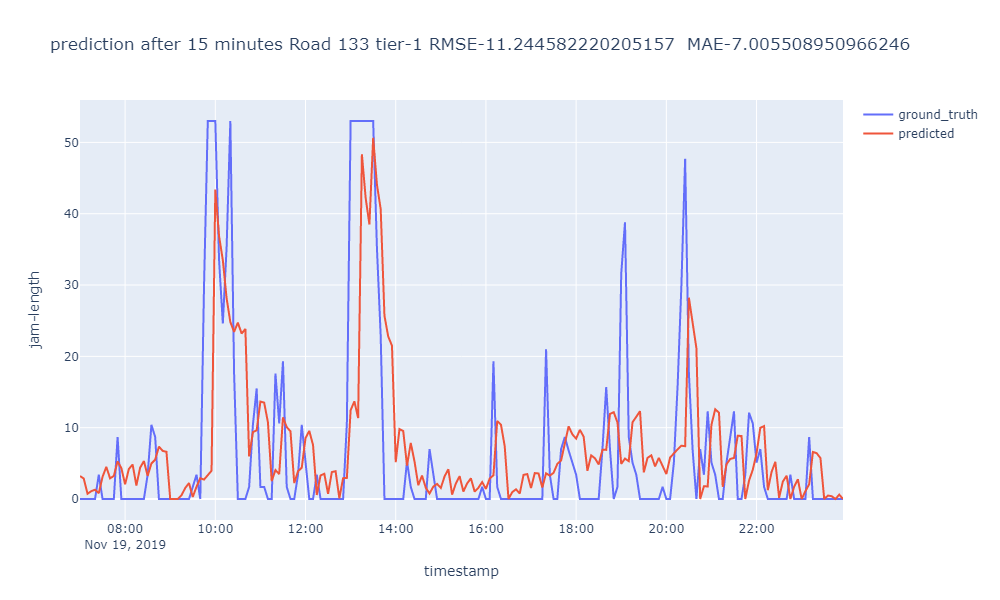 prediction after 15 minutes Road 133 tier-1 RMSE-11.244582220205157  MAE-7.005508950966246
ground_truth
predicted
50
40
30
20
10
0
jam-length
08:00 10:00 12:00 14:00 16:00 18:00 20:00 22:00
Nov 19, 2019
timestamp